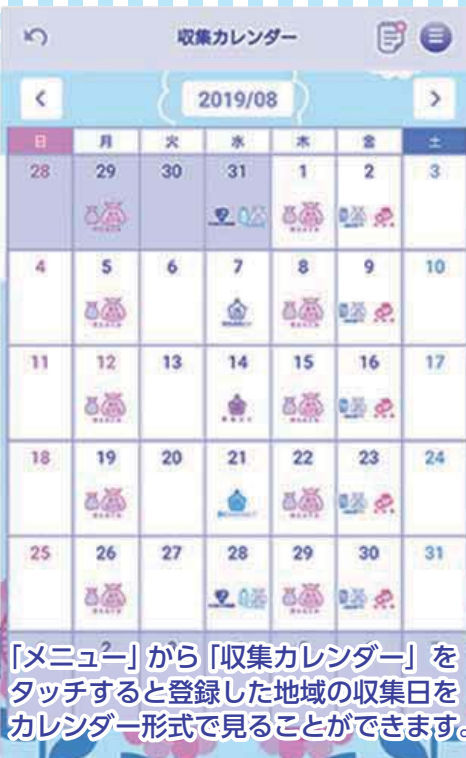 収集カレンダー
2019/08
日 月 火 水 木 金 土
28 29 30 31 1 2 3
4 5 6 7 8 9 10
11 12 13 14 15 16 17
18 19 20 21 22 23 24
25 26 27 28 29 30 31
「メニュー」から「収集カレンダー」を
タッチすると登録した地域の収集日を
カレンダー形式で見ることができます。